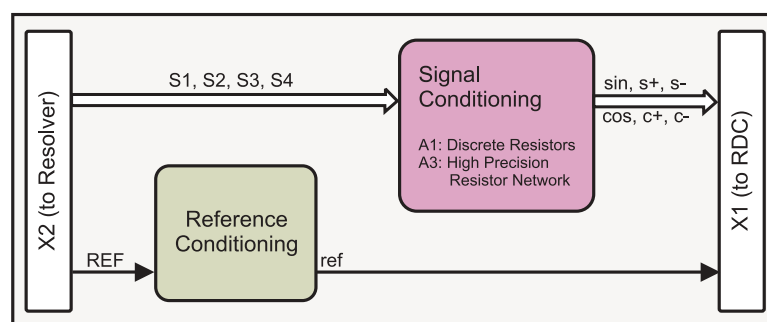 X2 (to Resolver)
S1, S2, S3, S4
Signal
Conditioning
A1: Discrete Resistors
A3: High Precision
Resistor Network
sin, s+, s-
cos, c+, c-
X1 (to RDC)
Reference
Conditioning
REF
ref